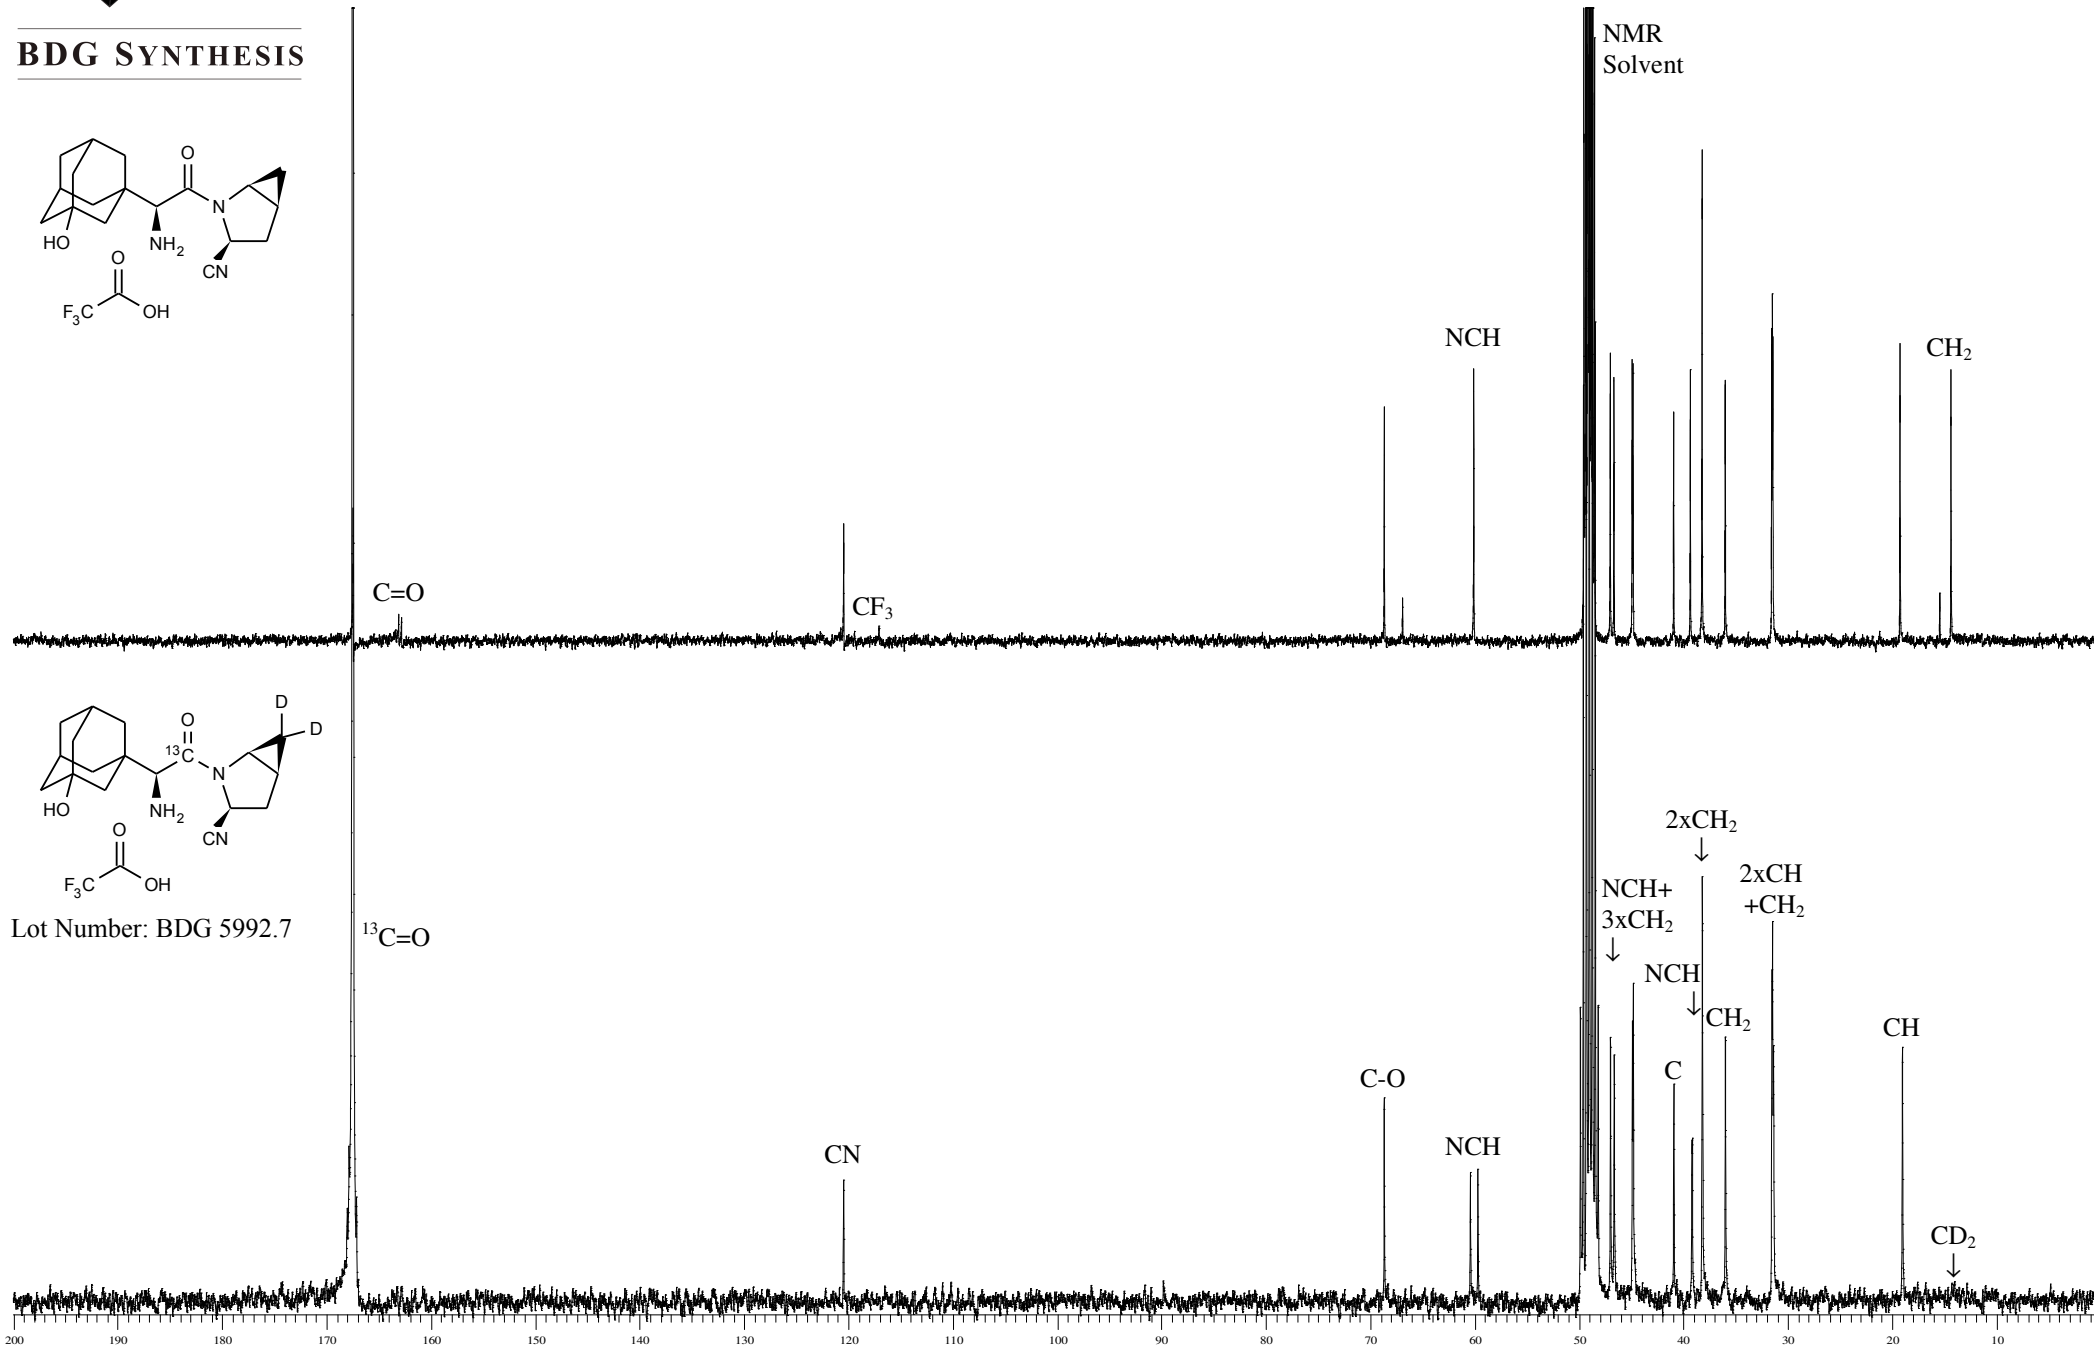 BDG SYNTHESIS
NMR
Solvent
O
N
HO
NH2
CN
O
F3C
OH
NCH
CH2
C=O
CF3
D
D
O
13C
N
HO
NH2
CN
O
F3C
OH
Lot Number: BDG 5992.7
13C=O
2xCH2
NCH+
3xCH2
2xCH
+CH2
NCH
CH2
C
CH
C-O
NCH
CN
CD2
200 190 180 170 160 150 140 130 120 110 100 90 80 70 60 50 40 30 20 10